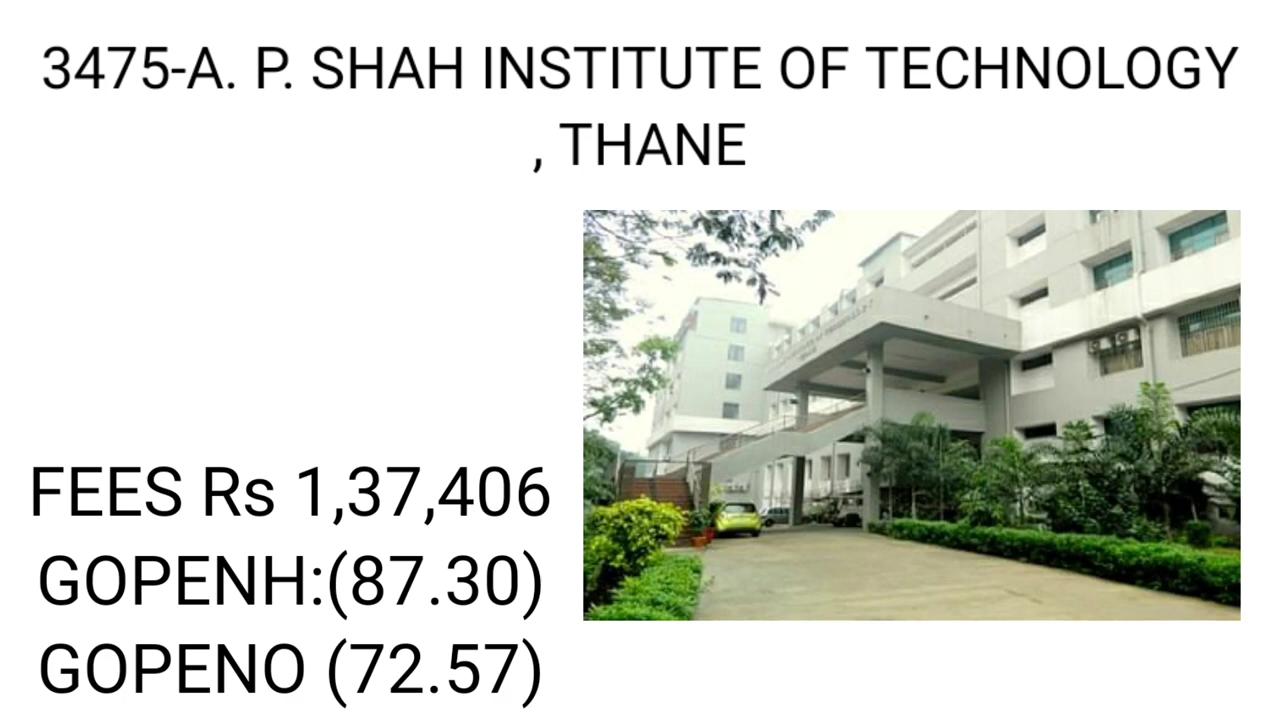 3475-A. P. SHAH INSTITUTE OF TECHNOLOGY
, THANE
FEES Rs 1,37,406
GOPENH:(87.30)
GOPENO (72.57)